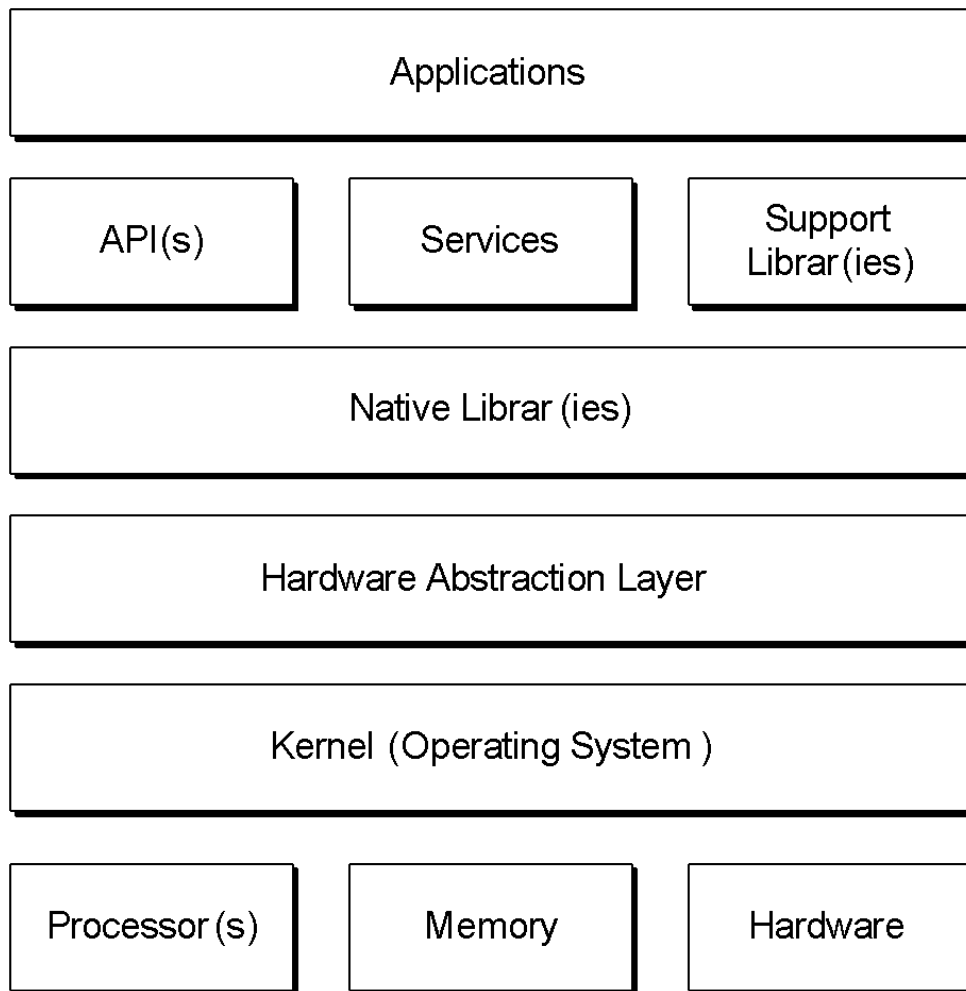 Applications
API(s)
Services
Support
Librar(ies)
Native Librar(ies)
Hardware Abstraction Layer
Kernel (Operating System )
Processor(s)
Memory
Hardware